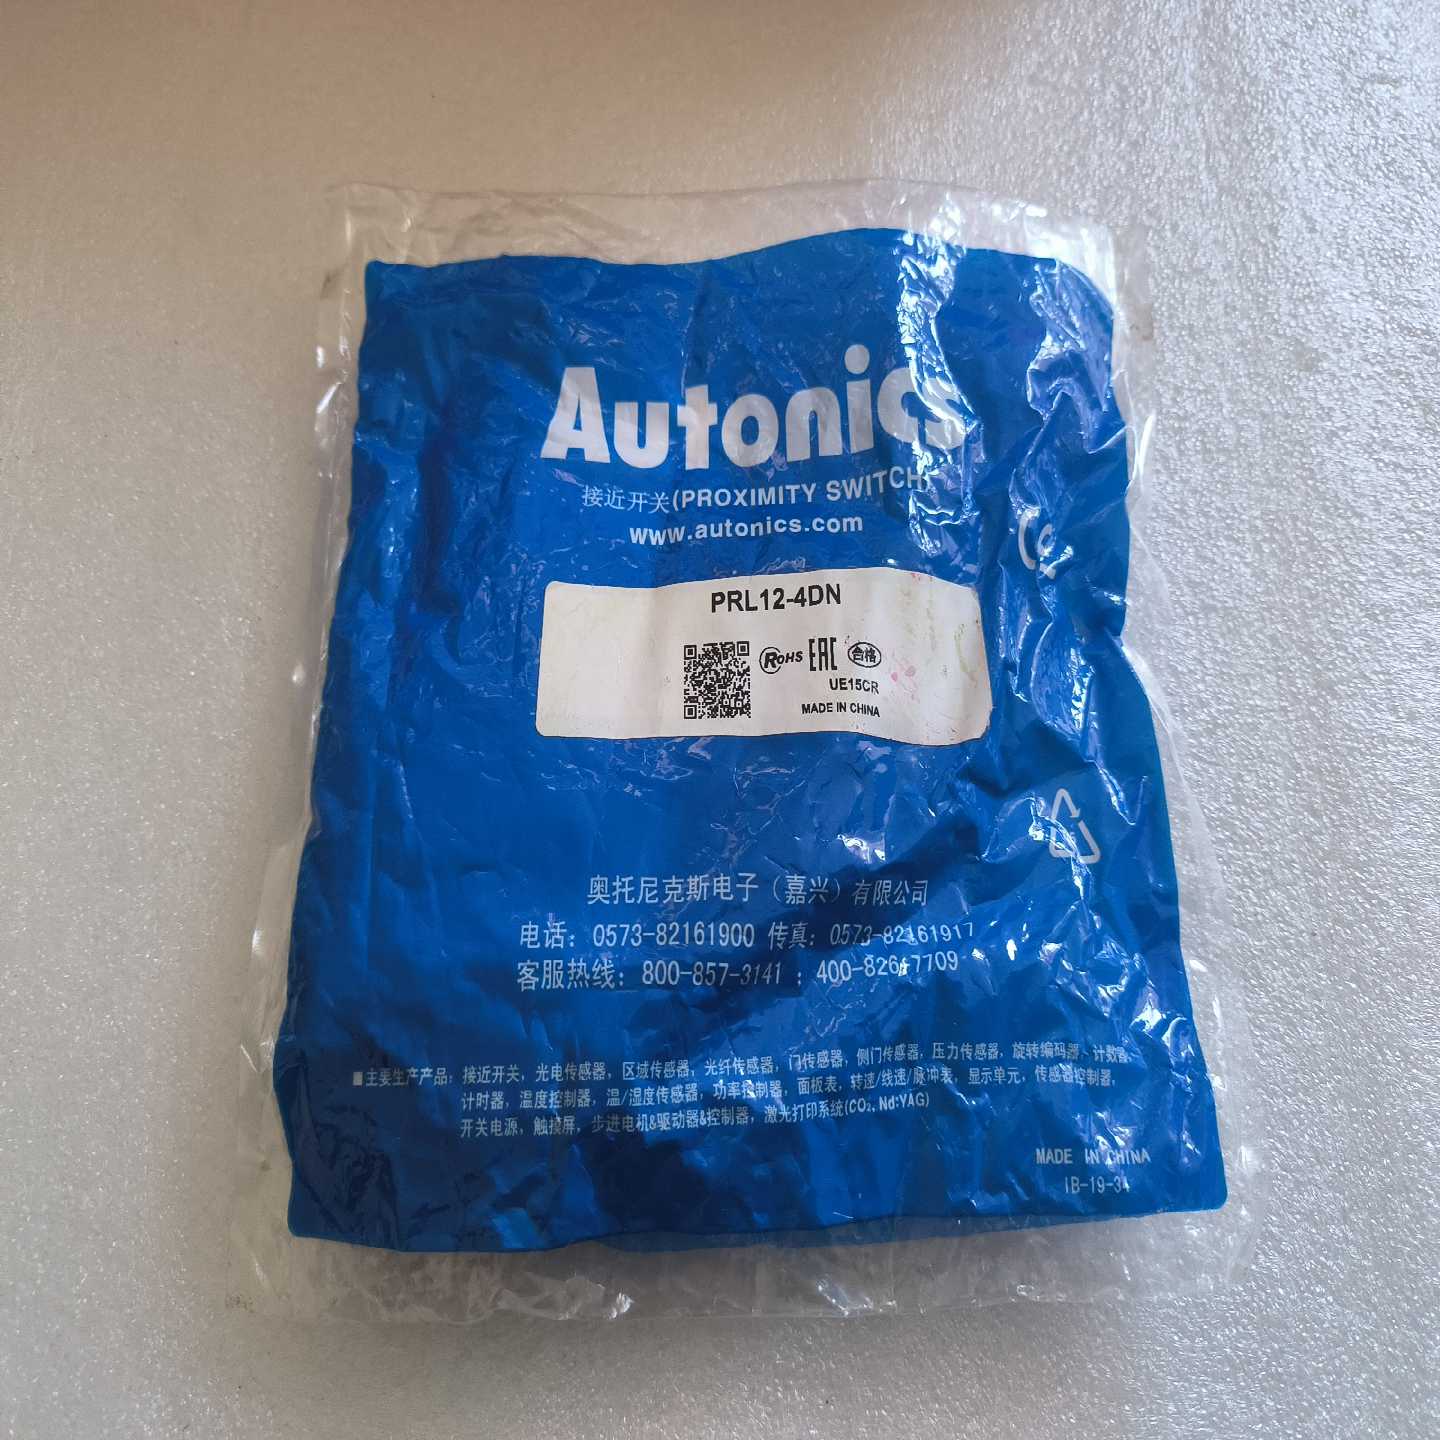 Autonics
接近开关(PROXIMITY SWITCH)
www.autonics.com
PRL12-4DN
RoHS EAC 合格
UE15CR
MADE IN CHINA
奥托尼克斯电子（嘉兴）有限公司
电话：0573-82161900 传真：0573-82161917
客服热线：800-857-3141 ；400-826-7709
■主要生产产品：接近开关，光电传感器，区域传感器，光纤传感器，门传感器，侧门传感器，压力传感器，旋转编码器，计数器，
计时器，温度控制器，温/湿度传感器，功率控制器，面板表，转速/线速/脉冲表，显示单元，传感器控制器，
开关电源，触摸屏，步进电机&驱动器&控制器，激光打印系统(CO₂, Nd:YAG)
MADE IN CHINA
IB-19-34